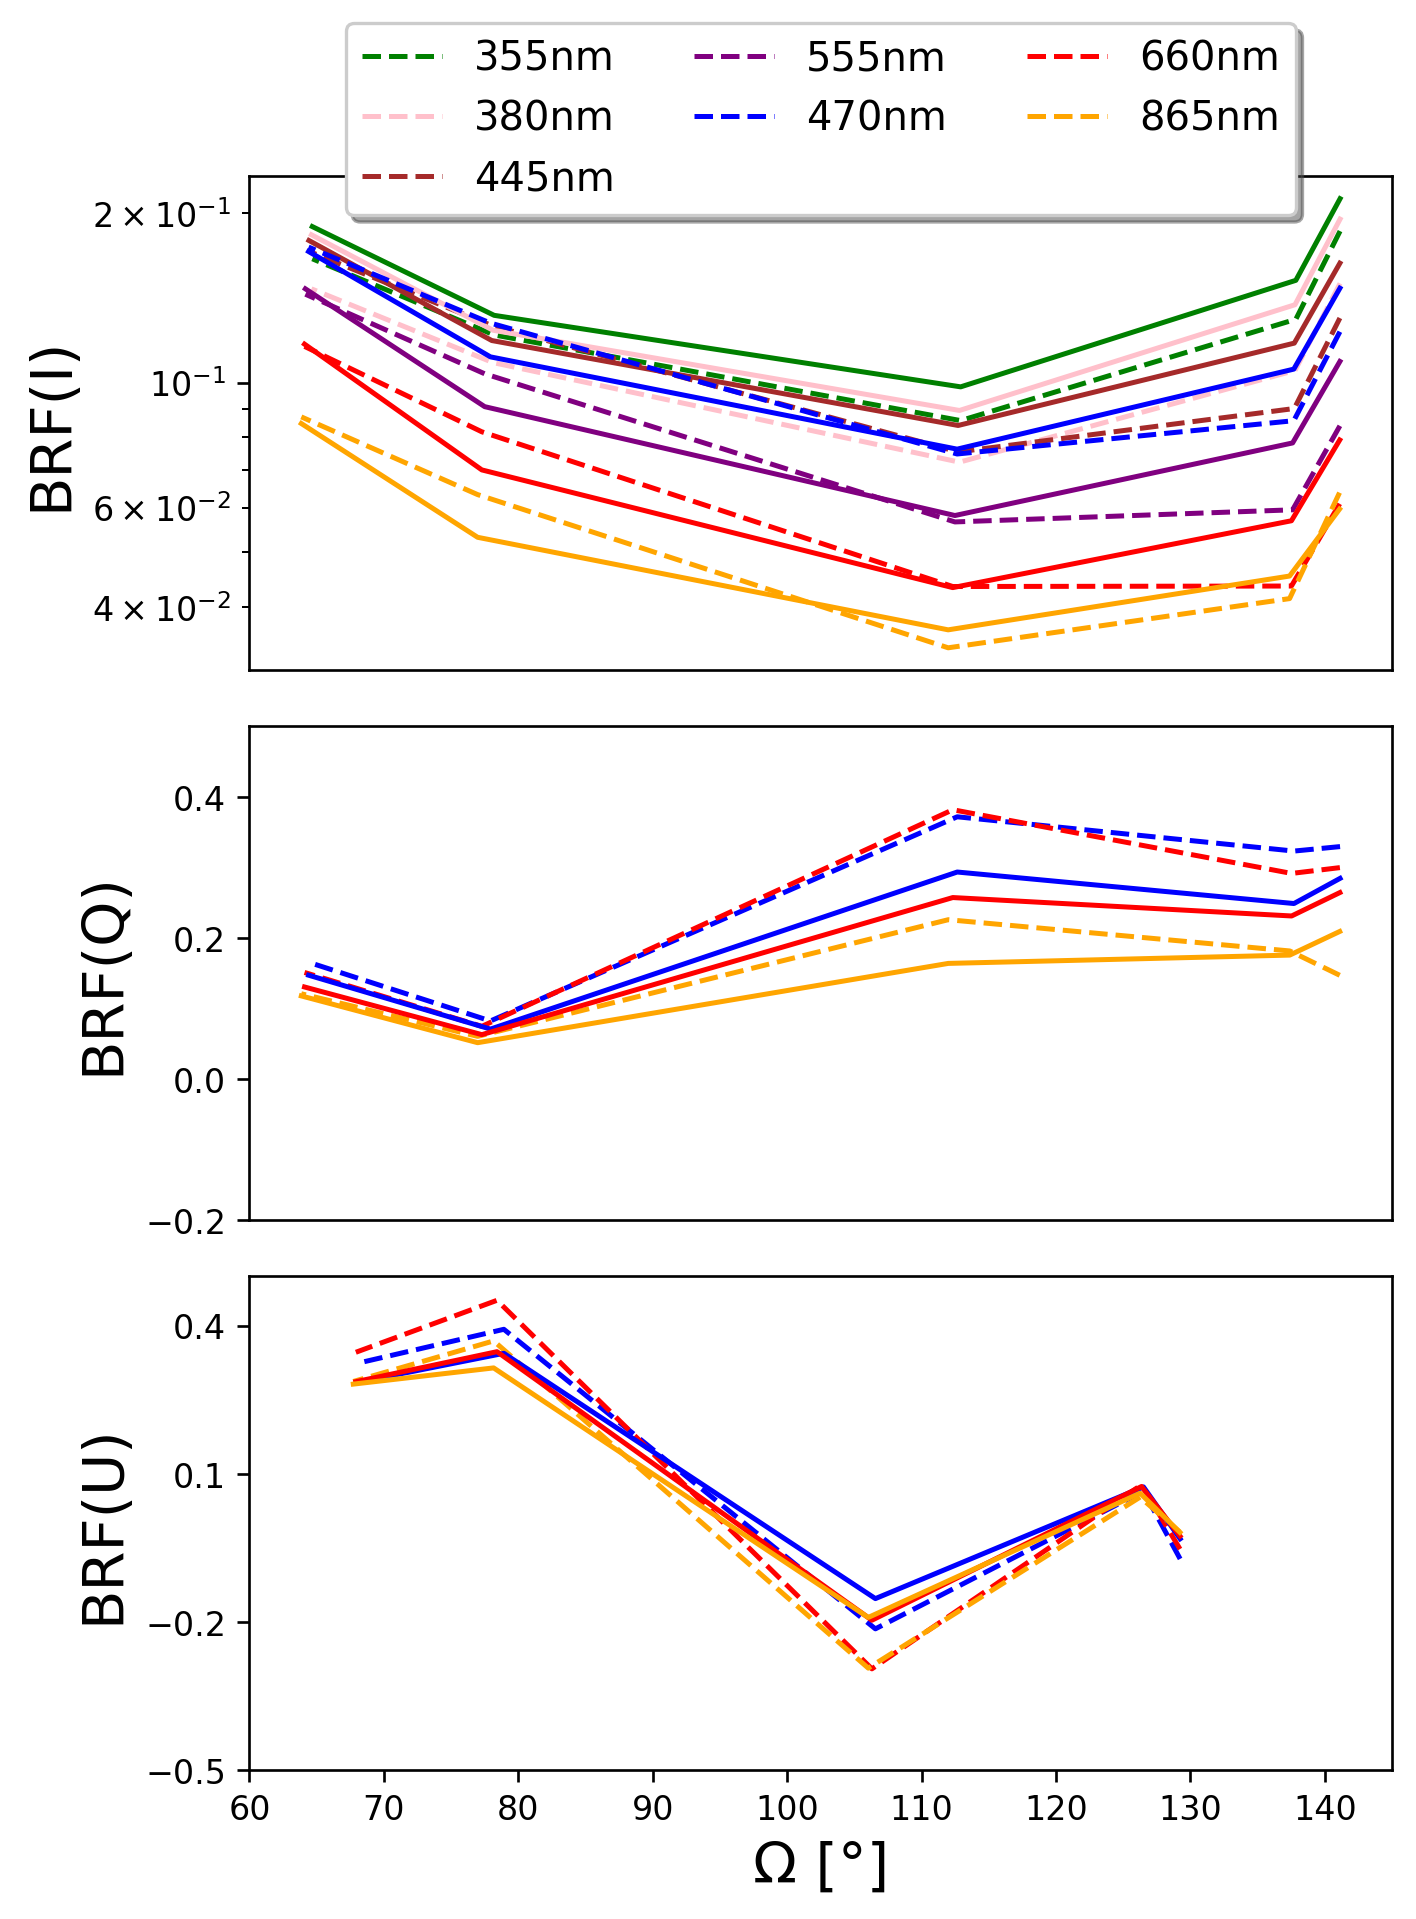 355nm 555nm 660nm
380nm 470nm 865nm
445nm
2 × 10⁻¹
10⁻¹
6 × 10⁻²
4 × 10⁻²
BRF(I)
0.4
0.2
0.0
−0.2
BRF(Q)
0.4
0.1
−0.2
−0.5
BRF(U)
60 70 80 90 100 110 120 130 140
Ω [°]